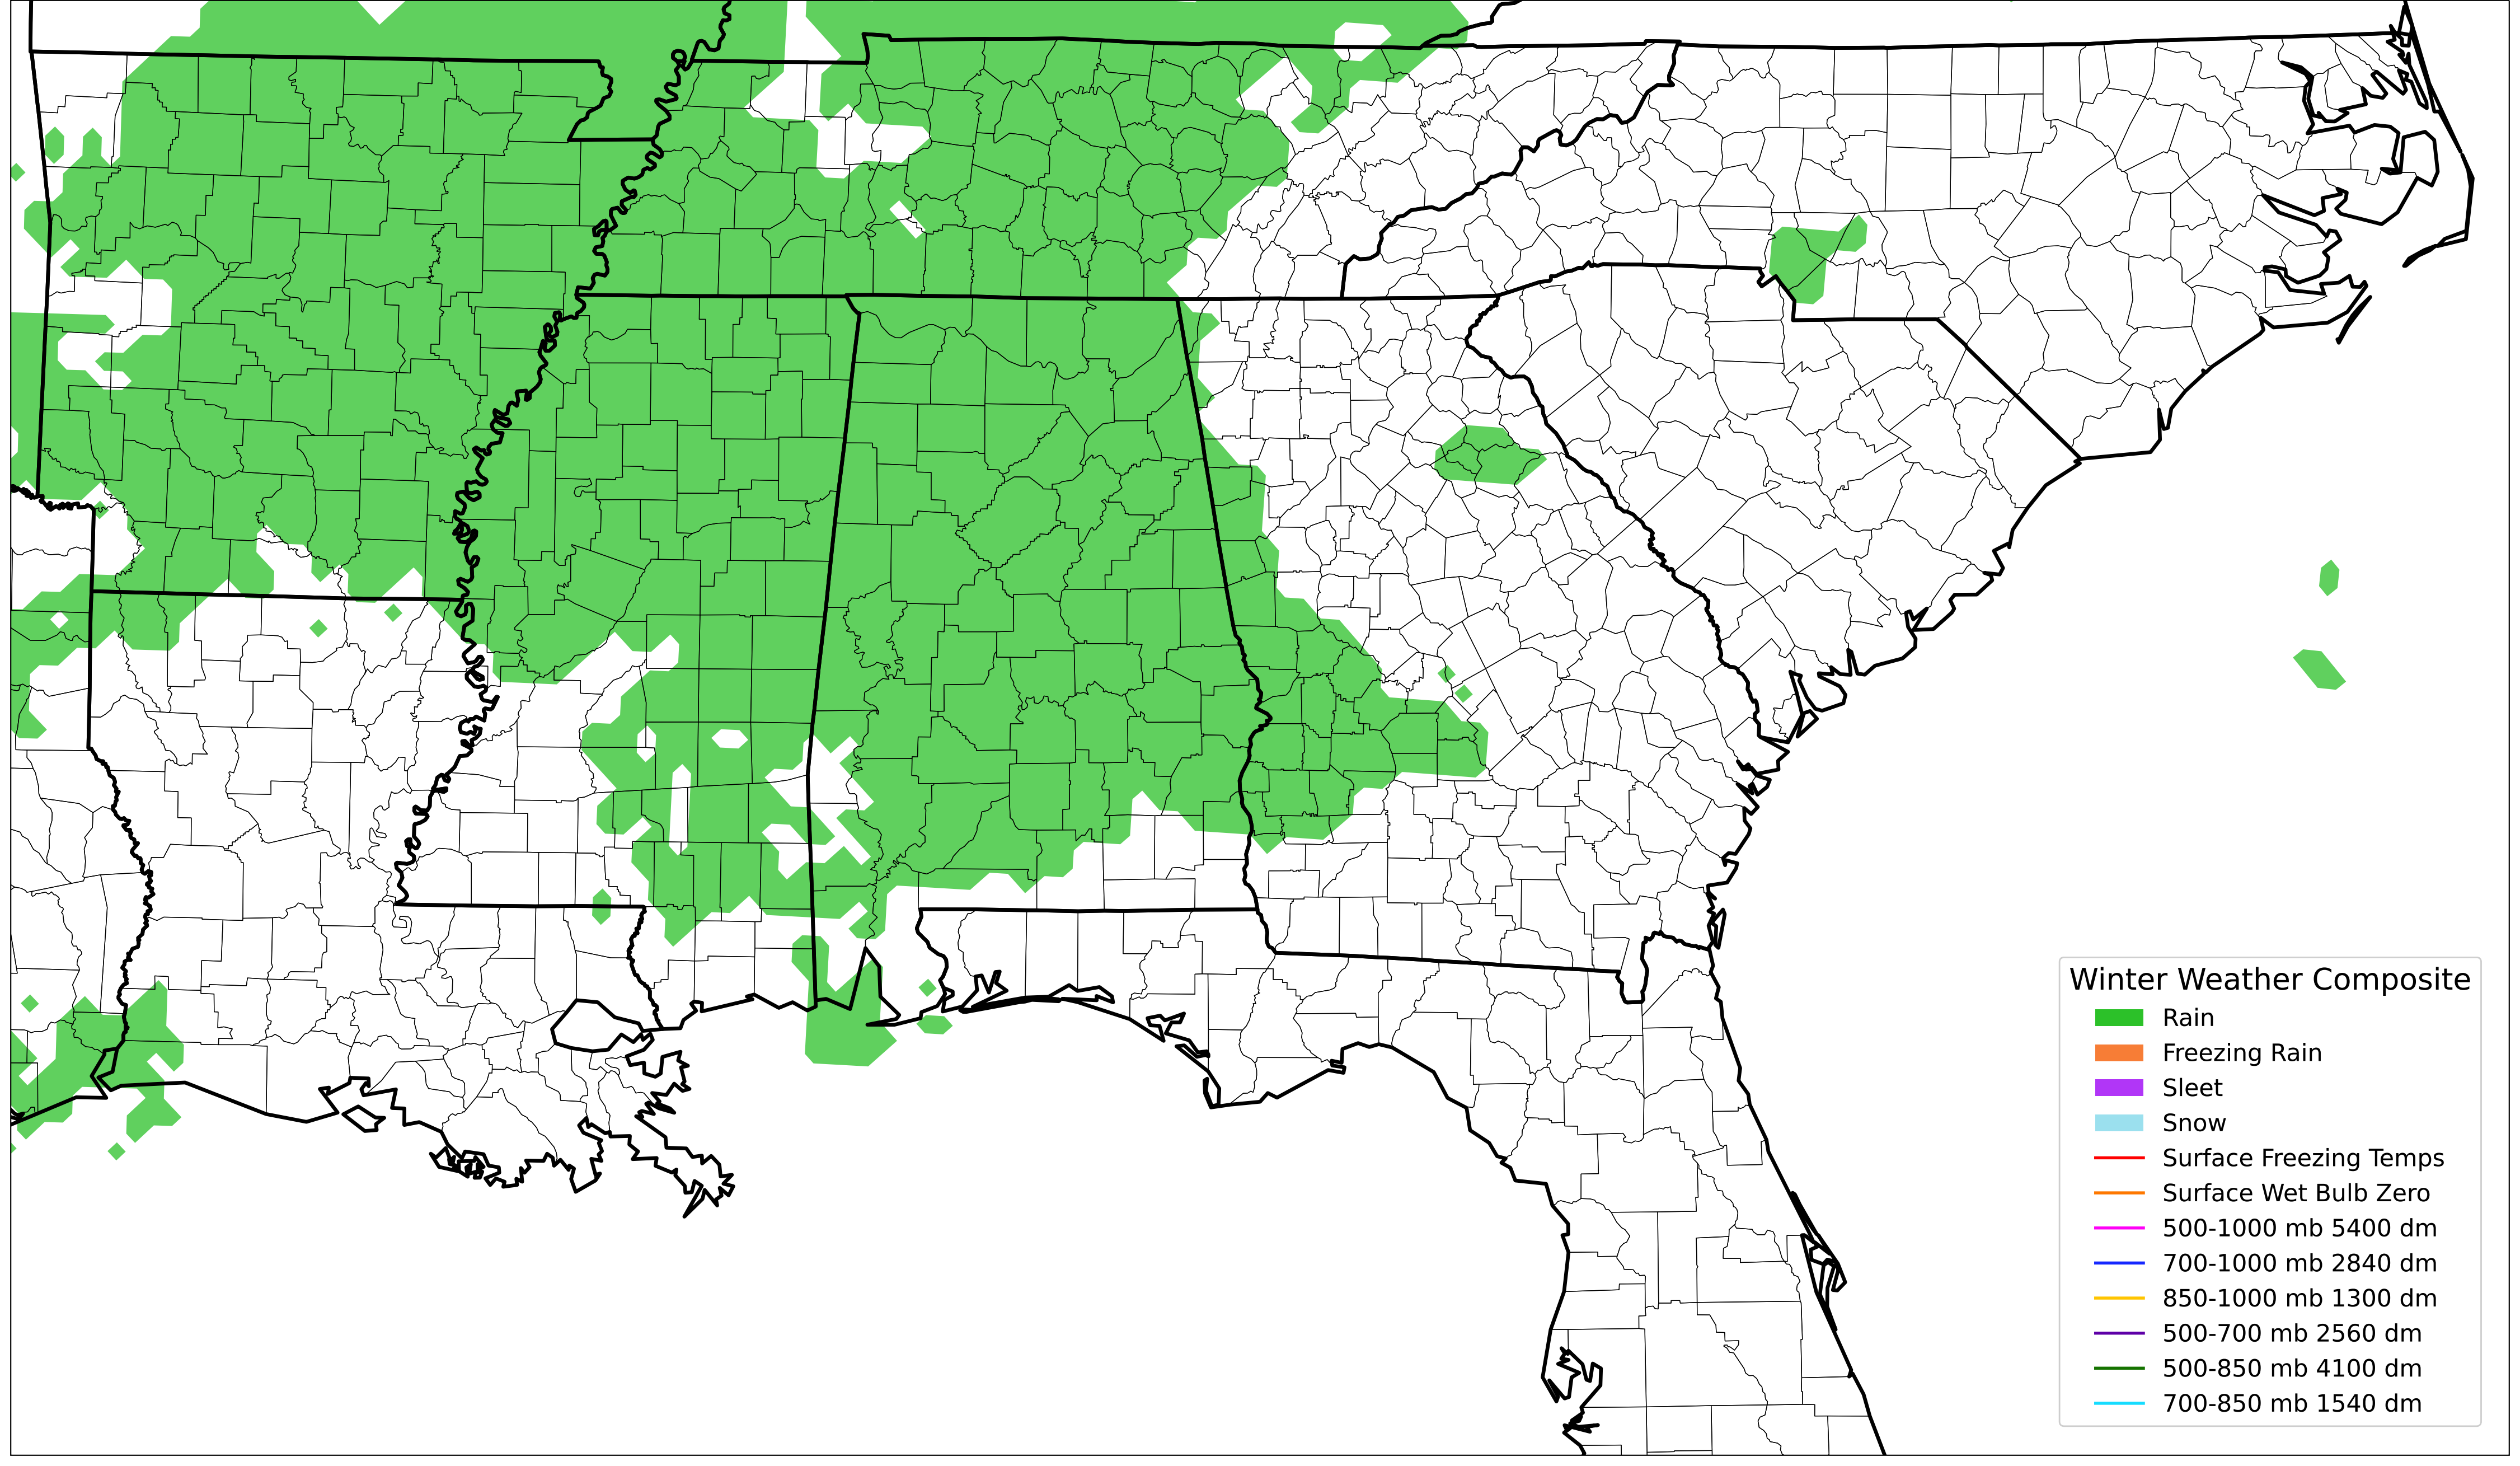 Winter Weather Composite
Rain
Freezing Rain
Sleet
Snow
Surface Freezing Temps
Surface Wet Bulb Zero
500-1000 mb 5400 dm
700-1000 mb 2840 dm
850-1000 mb 1300 dm
500-700 mb 2560 dm
500-850 mb 4100 dm
700-850 mb 1540 dm